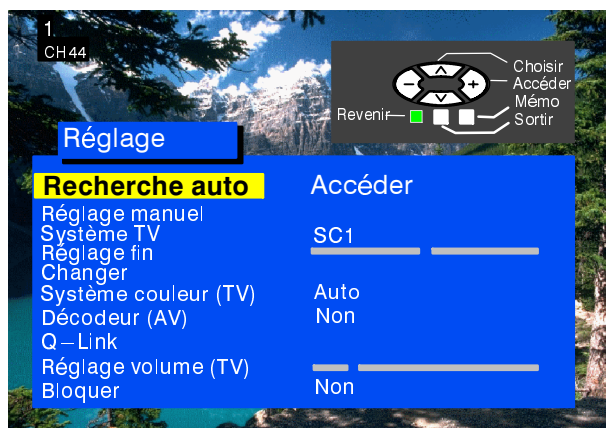 1.
CH44
Choisir
Accéder
Mémo
Revenir
Sortir
Réglage
Recherche auto Accéder
Réglage manuel
Système TV SC1
Réglage fin
Changer
Système couleur (TV) Auto
Décodeur (AV) Non
Q–Link
Réglage volume (TV)
Bloquer Non